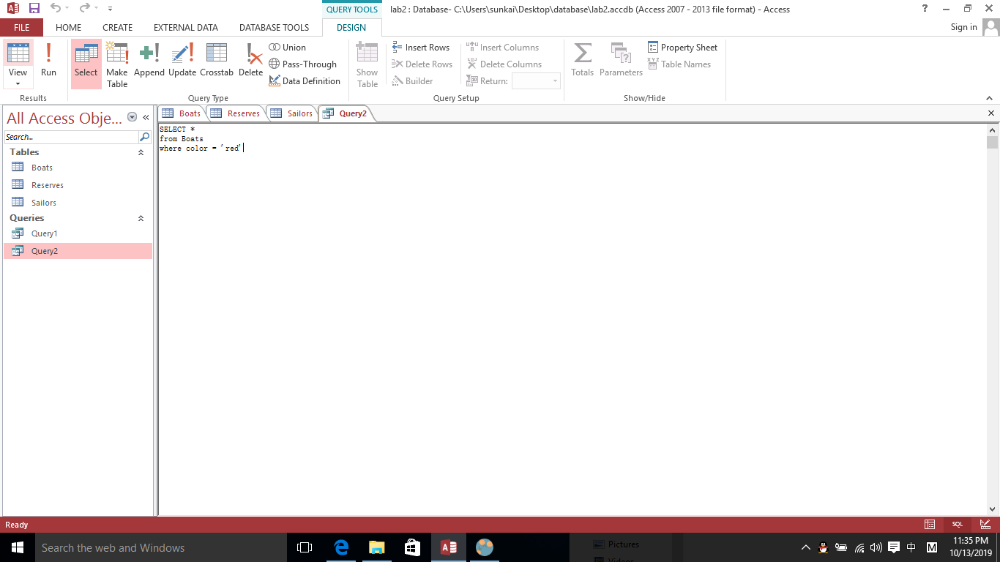 QUERY TOOLS
lab2 : Database- C:\Users\sunkai\Desktop\database\lab2.accdb (Access 2007 - 2013 file format) - Access
?
FILE
HOME
CREATE
EXTERNAL DATA
DATABASE TOOLS
DESIGN
Sign in
View
Run
Results
Select
Make Table
Append
Update
Crosstab
Delete
Union
Pass-Through
Data Definition
Query Type
Show Table
Insert Rows
Delete Rows
Builder
Insert Columns
Delete Columns
Return:
Query Setup
Totals
Parameters
Property Sheet
Table Names
Show/Hide
All Access Obje... «
Search...
Tables
Boats
Reserves
Sailors
Queries
Query1
Query2
Boats
Reserves
Sailors
Query2
SELECT *
from Boats
where color = 'red'
Ready
SQL
Search the web and Windows
Pictures
中
M
11:35 PM
10/13/2019